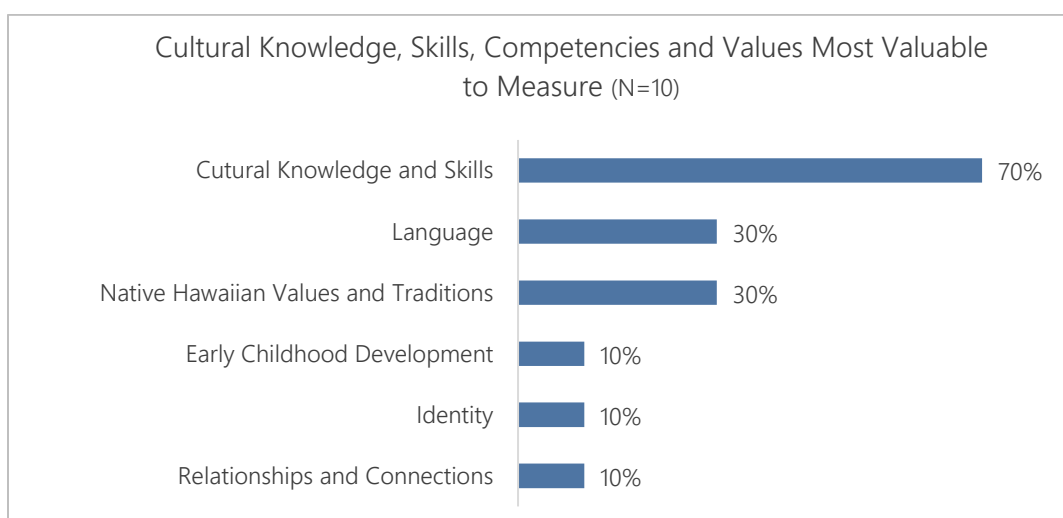 Cultural Knowledge, Skills, Competencies and Values Most Valuable
to Measure (N=10)
Cutural Knowledge and Skills 70%
Language 30%
Native Hawaiian Values and Traditions 30%
Early Childhood Development 10%
Identity 10%
Relationships and Connections 10%